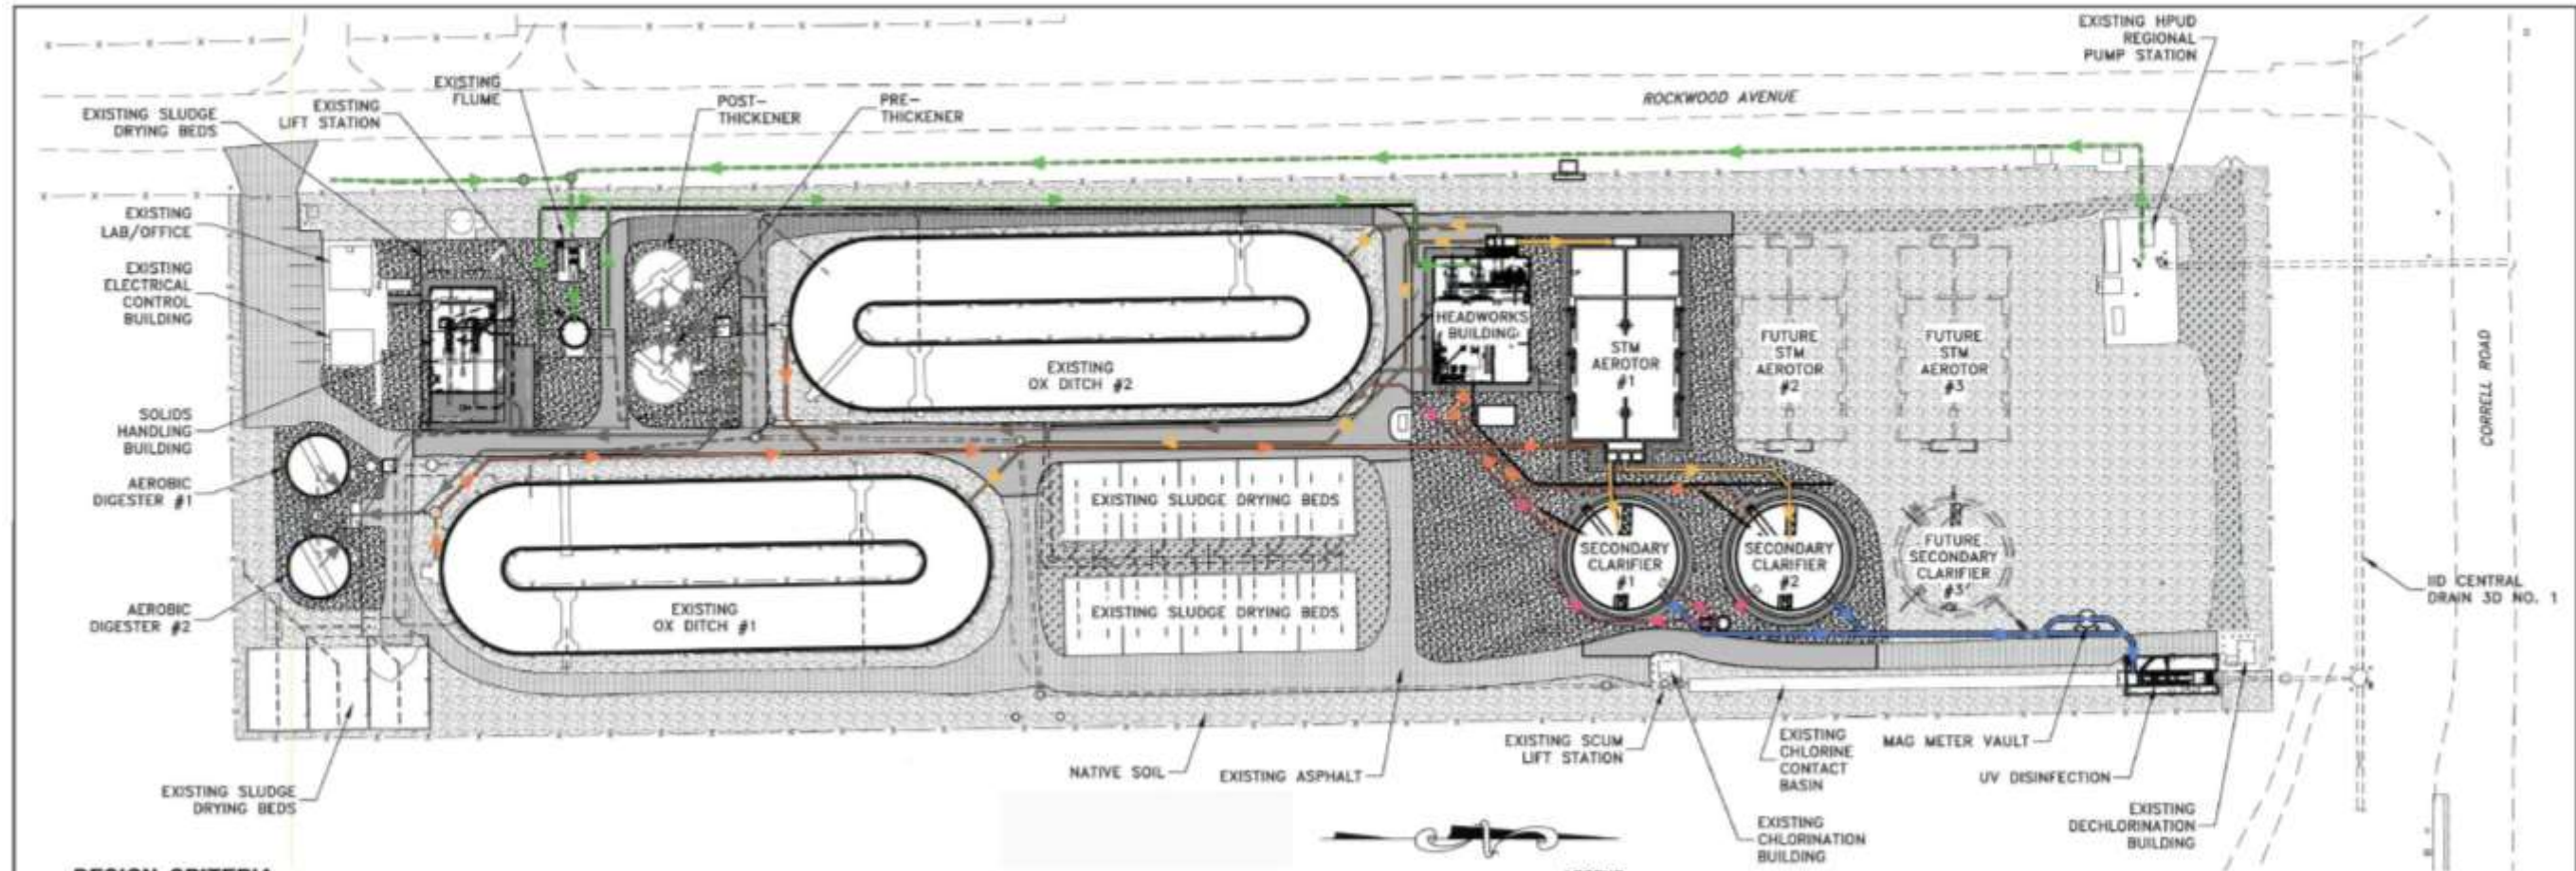 EXISTING HPUD
REGIONAL
PUMP STATION
EXISTING
FLUME
EXISTING SLUDGE
DRYING BEDS
EXISTING
LIFT STATION
POST-
THICKENER
PRE-
THICKENER
ROCKWOOD AVENUE
EXISTING
LAB/OFFICE
EXISTING
ELECTRICAL
CONTROL
BUILDING
SOLIDS
HANDLING
BUILDING
AEROBIC
DIGESTER #1
AEROBIC
DIGESTER #2
EXISTING SLUDGE
DRYING BEDS
EXISTING
OX DITCH #2
EXISTING
OX DITCH #1
HEADWORKS
BUILDING
STM
AEROTOR
#1
FUTURE
STM
AEROTOR
#2
FUTURE
STM
AEROTOR
#3
CORRELL ROAD
EXISTING SLUDGE DRYING BEDS
EXISTING SLUDGE DRYING BEDS
SECONDARY
CLARIFIER
#1
SECONDARY
CLARIFIER
#2
FUTURE
SECONDARY
CLARIFIER
#3
IID CENTRAL
DRAIN 3D NO. 1
NATIVE SOIL
EXISTING ASPHALT
EXISTING SCUM
LIFT STATION
EXISTING
CHLORINE
CONTACT
BASIN
MAG METER VAULT
UV DISINFECTION
EXISTING
CHLORINATION
BUILDING
EXISTING
DECHLORINATION
BUILDING
DESIGN CRITERIA